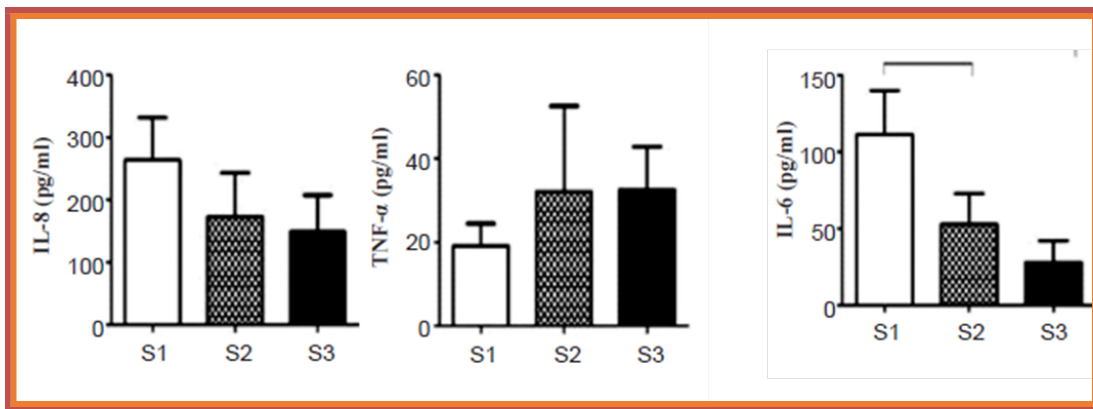 IL-8 (pg/ml)
400
300
200
100
0
S1 S2 S3
TNF-α (pg/ml)
60
40
20
0
S1 S2 S3
IL-6 (pg/ml)
150
100
50
0
S1 S2 S3